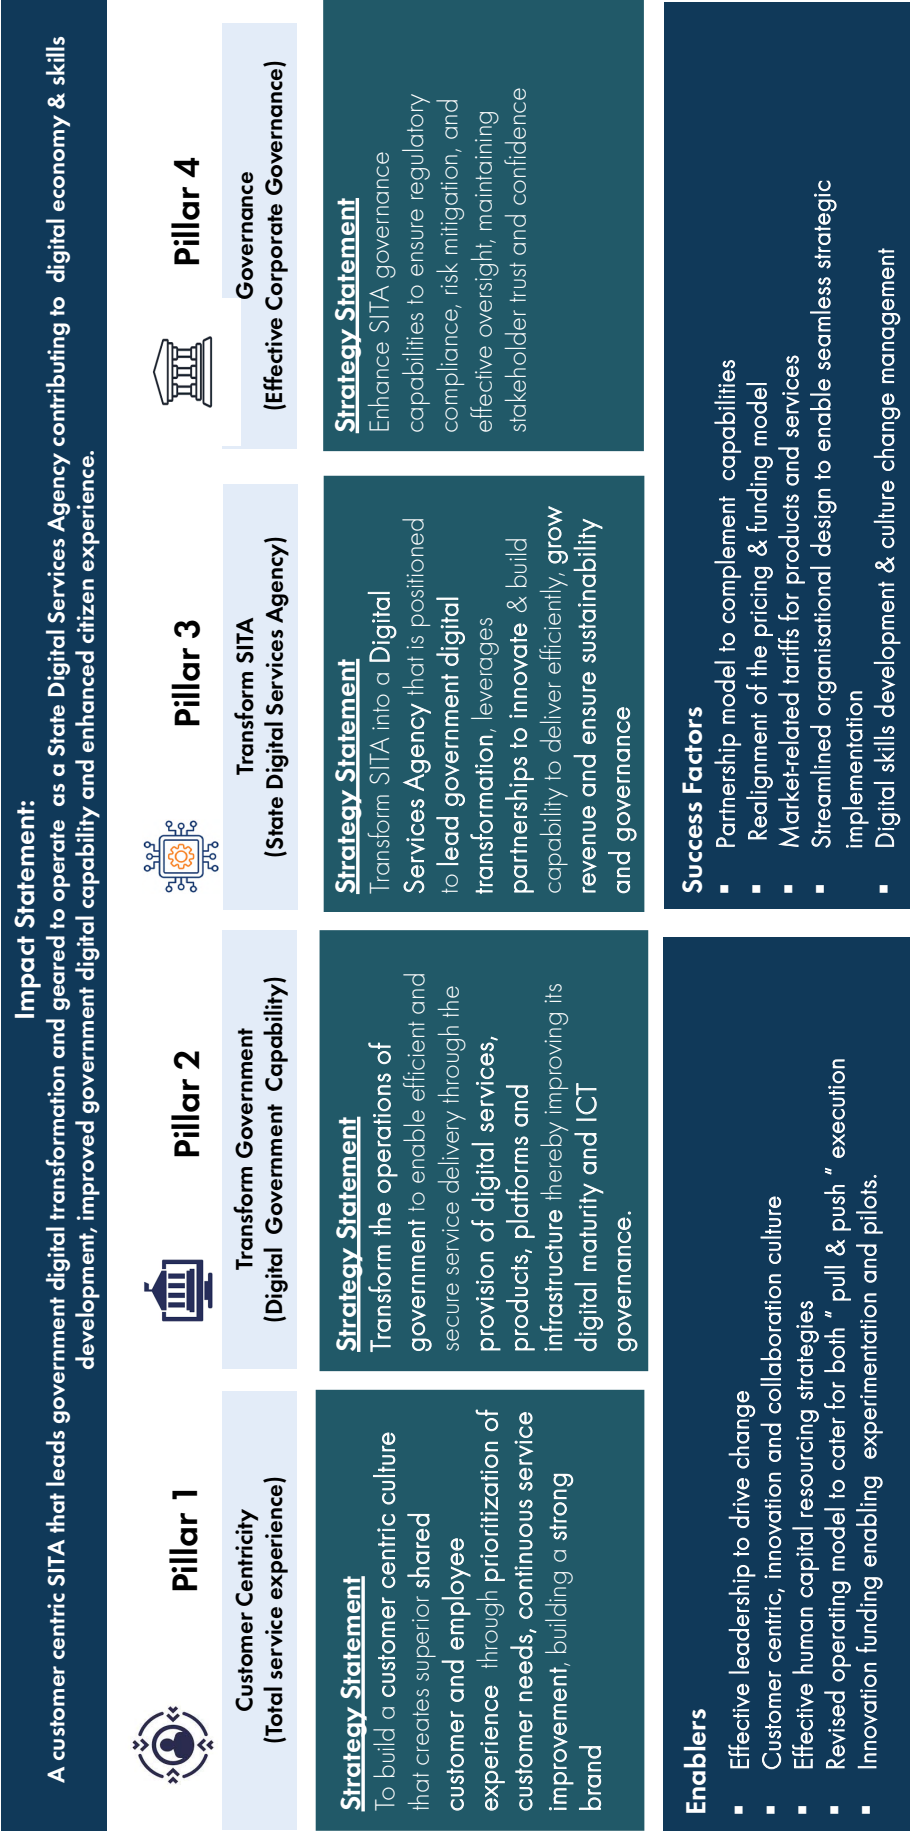 Impact Statement:
A customer centric SITA that leads government digital transformation and geared to operate as a State Digital Services Agency contributing to digital economy & skills
development, improved government digital capability and enhanced citizen experience.
Pillar 1
Customer Centricity
(Total service experience)
Strategy Statement
To build a customer centric culture
that creates superior shared
customer and employee
experience through prioritization of
customer needs, continuous service
improvement, building a strong
brand
Pillar 2
Transform Government
(Digital Government Capability)
Strategy Statement
Transform the operations of
government to enable efficient and
secure service delivery through the
provision of digital services,
products, platforms and
infrastructure thereby improving its
digital maturity and ICT
governance.
Pillar 3
Transform SITA
(State Digital Services Agency)
Strategy Statement
Transform SITA into a Digital
Services Agency that is positioned
to lead government digital
transformation, leverages
partnerships to innovate & build
capability to deliver efficiently, grow
revenue and ensure sustainability
and governance
Pillar 4
Governance
(Effective Corporate Governance)
Strategy Statement
Enhance SITA governance
capabilities to ensure regulatory
compliance, risk mitigation, and
effective oversight, maintaining
stakeholder trust and confidence
Enablers
▪ Effective leadership to drive change
▪ Customer centric, innovation and collaboration culture
▪ Effective human capital resourcing strategies
▪ Revised operating model to cater for both " pull & push " execution
▪ Innovation funding enabling experimentation and pilots.
Success Factors
▪ Partnership model to complement capabilities
▪ Realignment of the pricing & funding model
▪ Market-related tariffs for products and services
▪ Streamlined organisational design to enable seamless strategic
implementation
▪ Digital skills development & culture change management